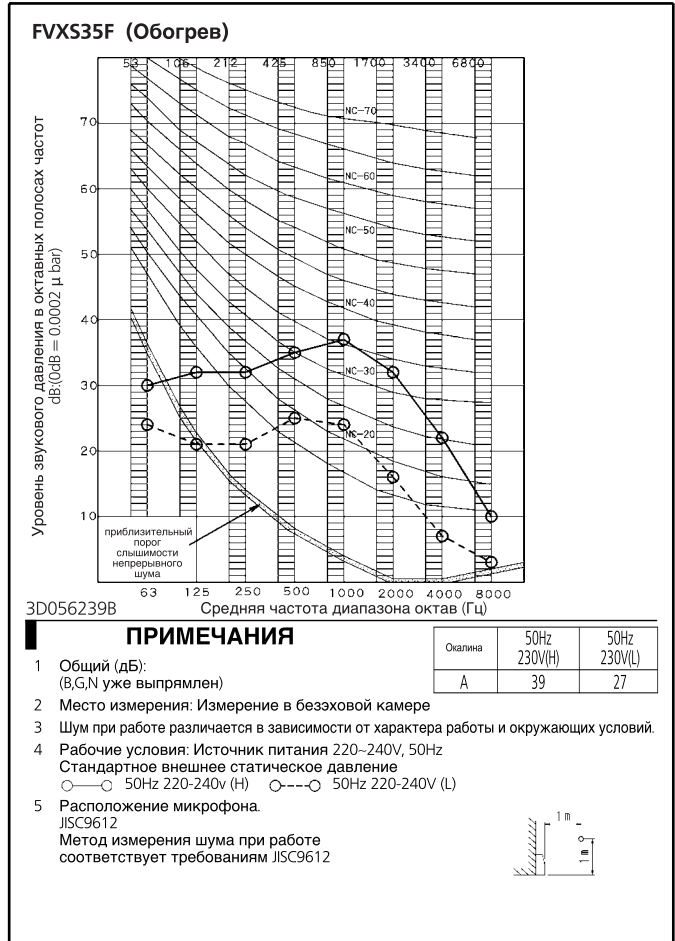 FVXS35F (Обогрев)
53 106 212 425 850 1700 3400 6800
NC-70
NC-60
NC-50
NC-40
NC-30
NC-20
70
60
50
40
30
20
10
Уровень звукового давления в октавных полосах частот
dB:(0dB = 0.0002 µ bar)
приблизительный
порог
слышимости
непрерывного
шума
63 125 250 500 1000 2000 4000 8000
3D056239B
Средняя частота диапазона октав (Гц)
ПРИМЕЧАНИЯ
Окалина 50Hz 230V(H) 50Hz 230V(L)
A 39 27
1 Общий (дБ):
(B,G,N уже выпрямлен)
2 Место измерения: Измерение в безэховой камере
3 Шум при работе различается в зависимости от характера работы и окружающих условий.
4 Рабочие условия: Источник питания 220~240V, 50Hz
Стандартное внешнее статическое давление
50Hz 220-240v (H) 50Hz 220-240V (L)
5 Расположение микрофона.
JISC9612
Метод измерения шума при работе
соответствует требованиям JISC9612
1 m
1 m